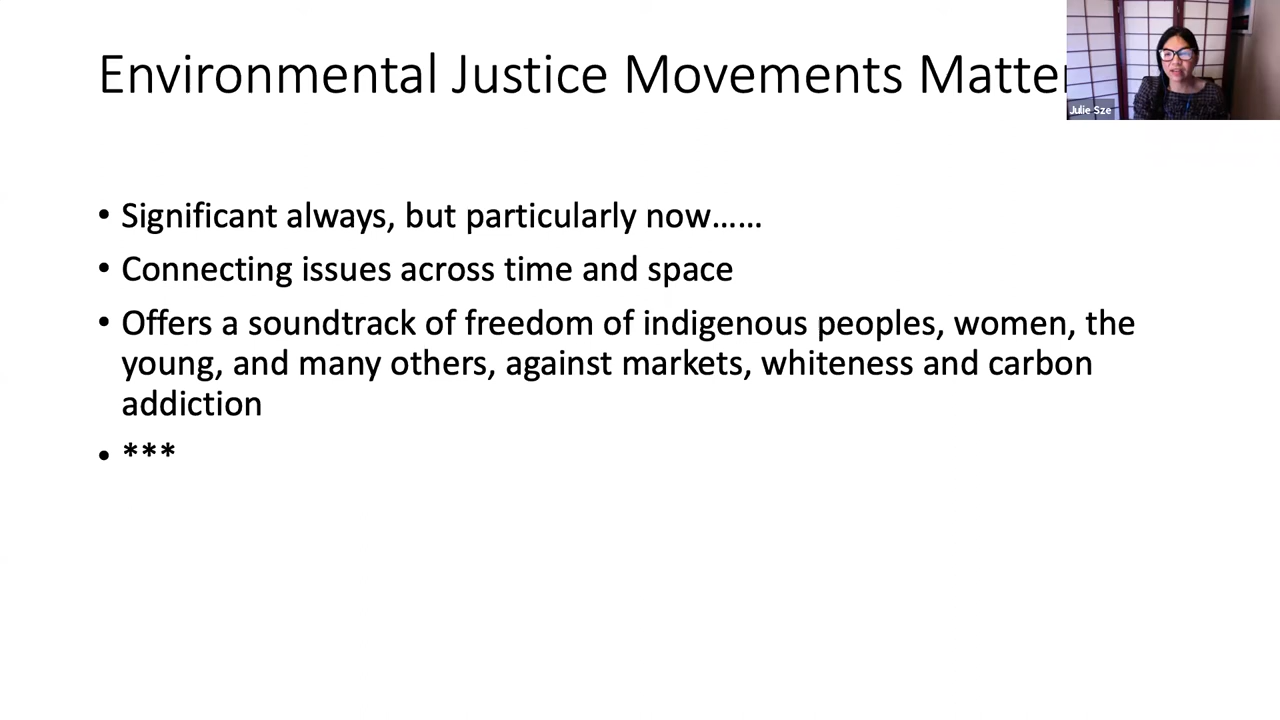 Environmental Justice Movements Matter
Julie Sze
• Significant always, but particularly now……
• Connecting issues across time and space
• Offers a soundtrack of freedom of indigenous peoples, women, the
young, and many others, against markets, whiteness and carbon
addiction
• ***